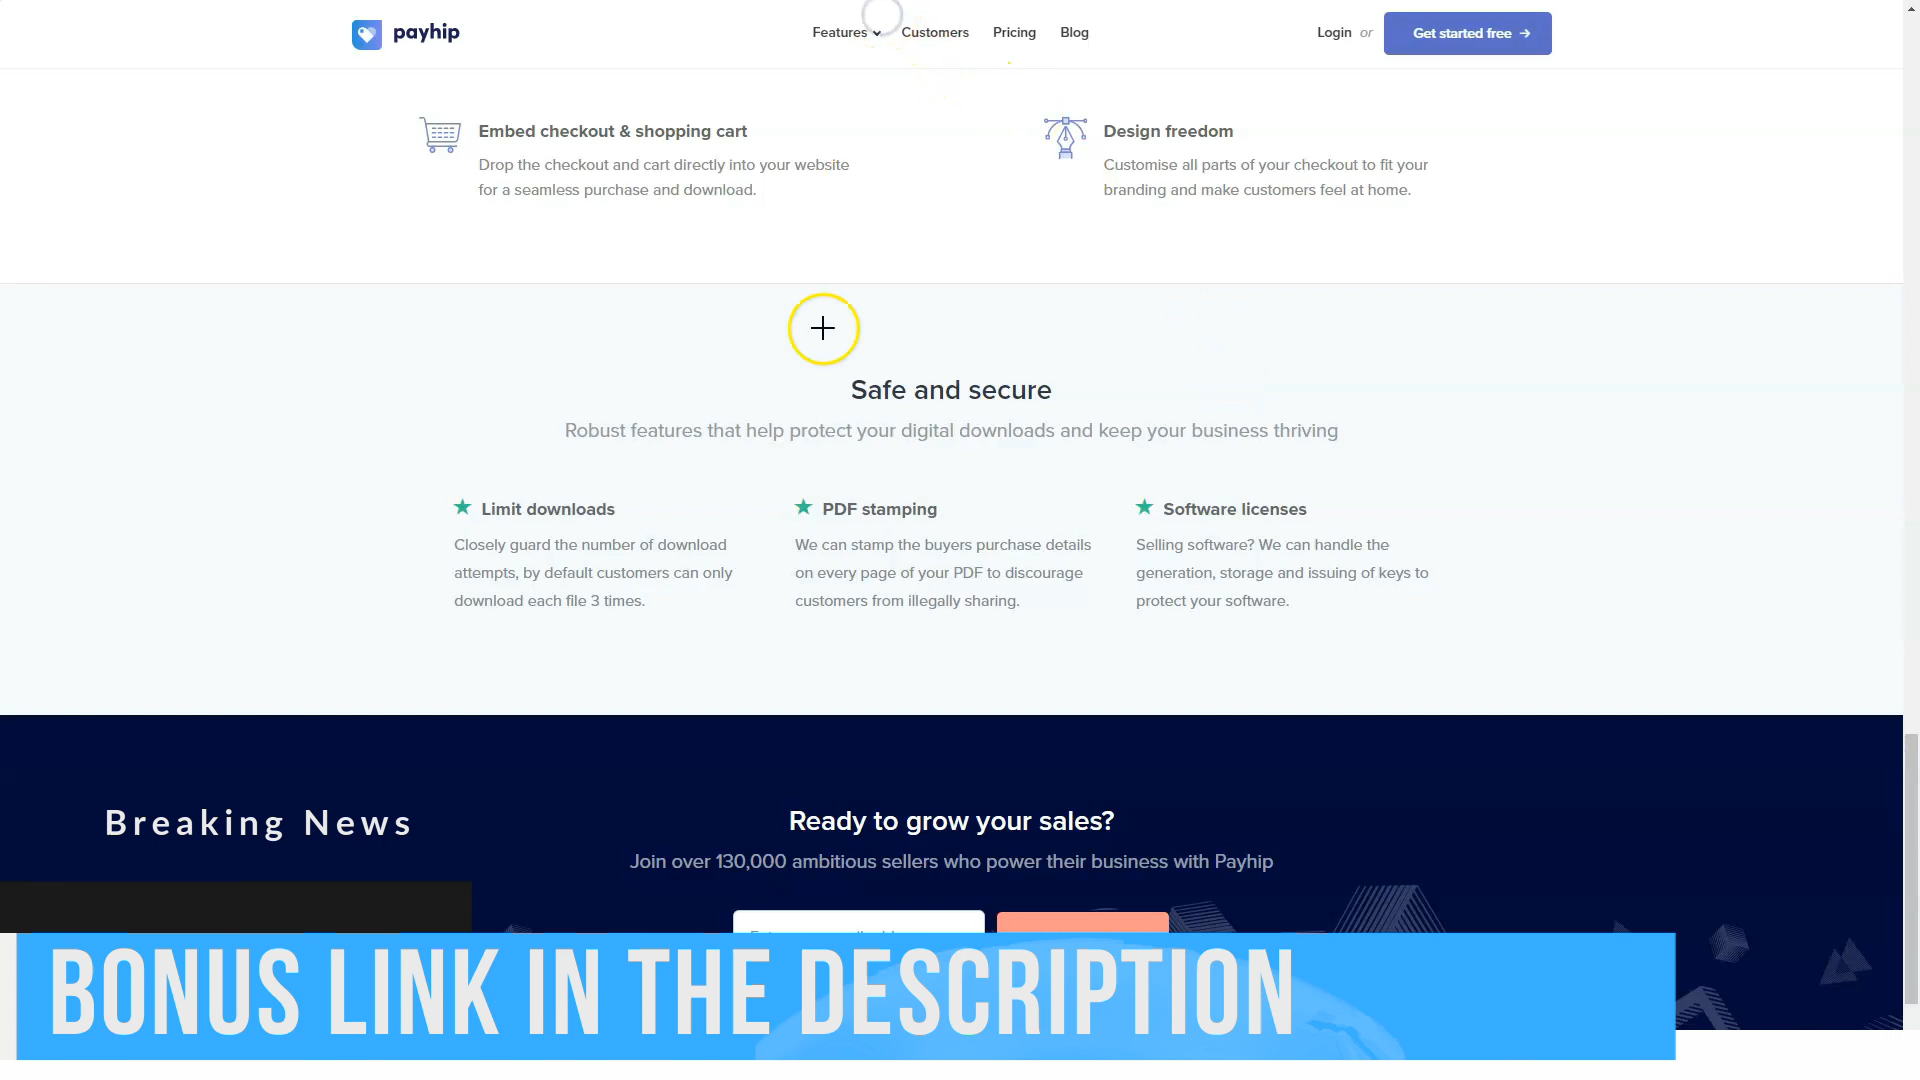 payhip
Features
Customers
Pricing
Blog
Login or
Get started free →
Embed checkout & shopping cart
Drop the checkout and cart directly into your website
for a seamless purchase and download.
Design freedom
Customise all parts of your checkout to fit your
branding and make customers feel at home.
Safe and secure
Robust features that help protect your digital downloads and keep your business thriving
Limit downloads
Closely guard the number of download
attempts, by default customers can only
download each file 3 times.
PDF stamping
We can stamp the buyers purchase details
on every page of your PDF to discourage
customers from illegally sharing.
Software licenses
Selling software? We can handle the
generation, storage and issuing of keys to
protect your software.
Breaking News
Ready to grow your sales?
Join over 130,000 ambitious sellers who power their business with Payhip
BONUS LINK IN THE DESCRIPTION